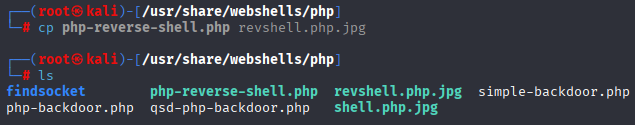 ┌──(root㉿kali)-[/usr/share/webshells/php]
└─# cp php-reverse-shell.php revshell.php.jpg
┌──(root㉿kali)-[/usr/share/webshells/php]
└─# ls
findsocket php-reverse-shell.php revshell.php.jpg simple-backdoor.php
php-backdoor.php qsd-php-backdoor.php shell.php.jpg